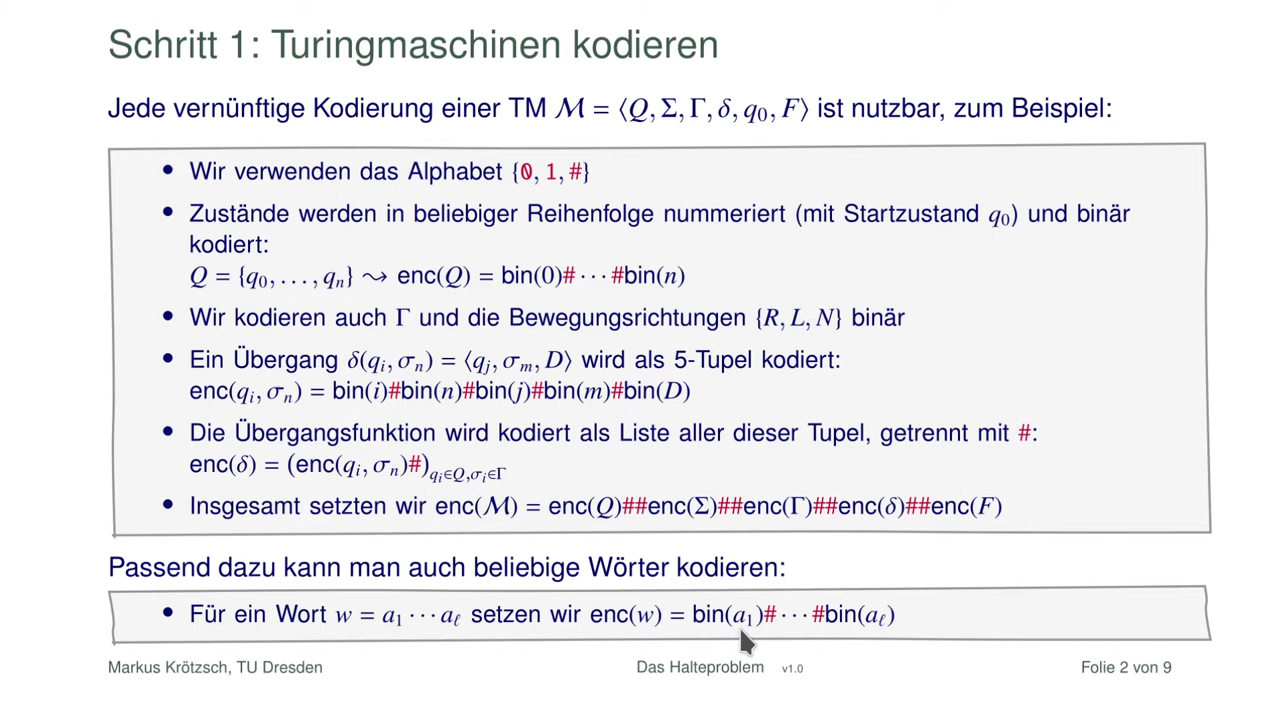 Schritt 1: Turingmaschinen kodieren
Jede vernünftige Kodierung einer TM ℳ = ⟨Q, Σ, Γ, δ, q₀, F⟩ ist nutzbar, zum Beispiel:
• Wir verwenden das Alphabet {0, 1, #}
• Zustände werden in beliebiger Reihenfolge nummeriert (mit Startzustand q₀) und binär
kodiert:
Q = {q₀, . . . , qₙ} ⤳ enc(Q) = bin(0)# · · · #bin(n)
• Wir kodieren auch Γ und die Bewegungsrichtungen {R, L, N} binär
• Ein Übergang δ(qᵢ, σₙ) = ⟨qⱼ, σₘ, D⟩ wird als 5-Tupel kodiert:
enc(qᵢ, σₙ) = bin(i)#bin(n)#bin(j)#bin(m)#bin(D)
• Die Übergangsfunktion wird kodiert als Liste aller dieser Tupel, getrennt mit #:
enc(δ) = (enc(qᵢ, σₙ)#)_{qᵢ∈Q,σᵢ∈Γ}
• Insgesamt setzten wir enc(ℳ) = enc(Q)##enc(Σ)##enc(Γ)##enc(δ)##enc(F)
Passend dazu kann man auch beliebige Wörter kodieren:
• Für ein Wort w = a₁ · · · a_ℓ setzen wir enc(w) = bin(a₁)# · · · #bin(a_ℓ)
Markus Krötzsch, TU Dresden Das Halteproblem v1.0 Folie 2 von 9